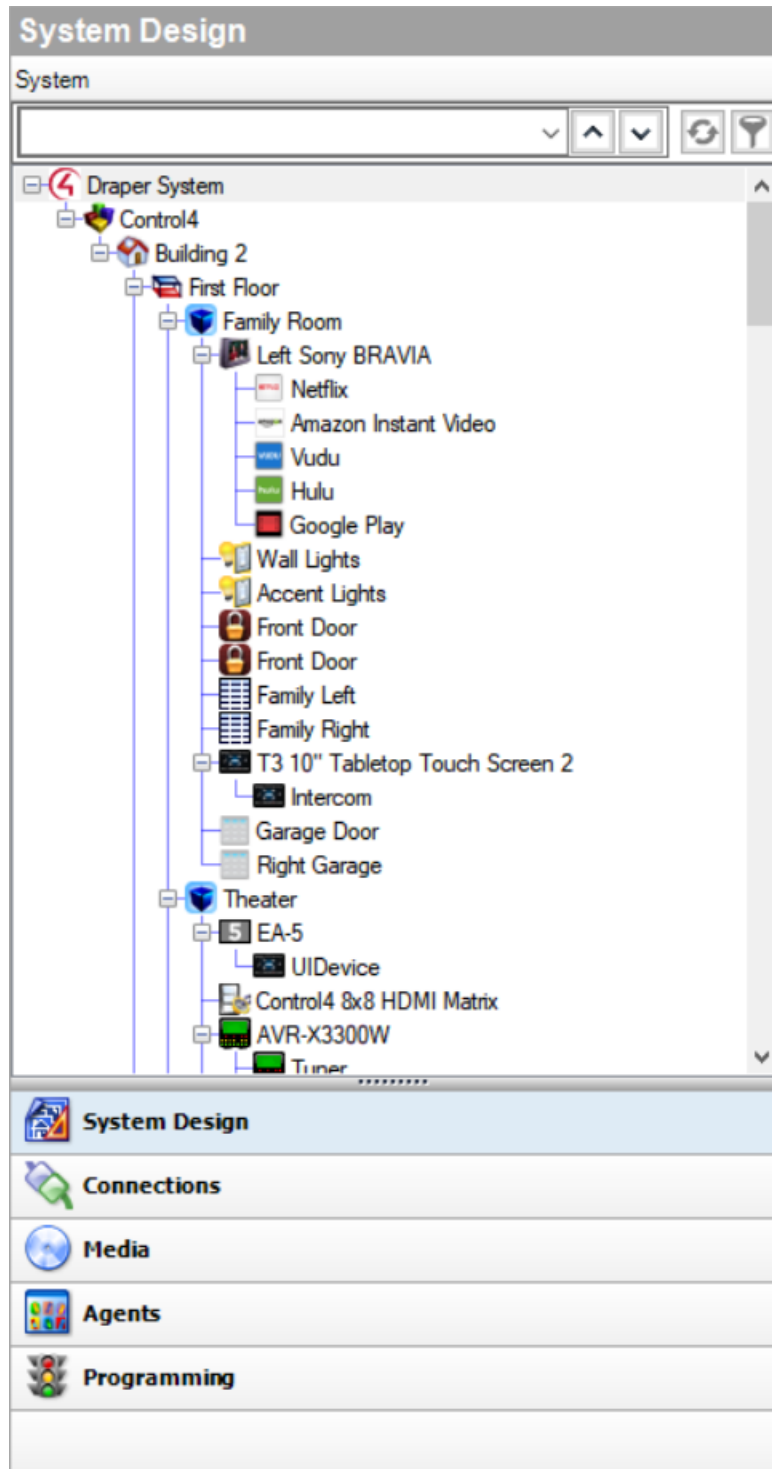 System Design
System
Draper System
Control4
Building 2
First Floor
Family Room
Left Sony BRAVIA
Netflix
Amazon Instant Video
Vudu
Hulu
Google Play
Wall Lights
Accent Lights
Front Door
Front Door
Family Left
Family Right
T3 10" Tabletop Touch Screen 2
Intercom
Garage Door
Right Garage
Theater
5 EA-5
UIDevice
Control4 8x8 HDMI Matrix
AVR-X3300W
Tuner
System Design
Connections
Media
Agents
Programming